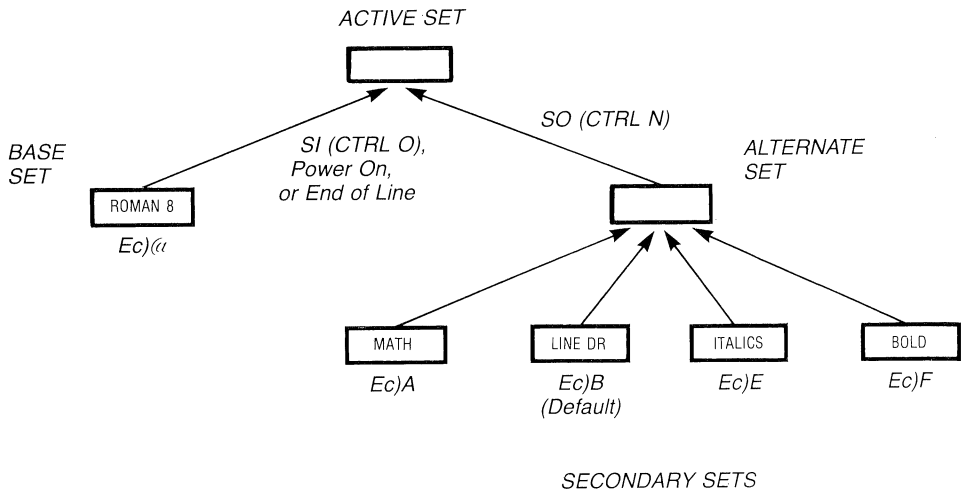 ACTIVE SET
SO (CTRL N)
SI (CTRL O),
Power On,
or End of Line
BASE
SET
ALTERNATE
SET
ROMAN 8
Ec)@
MATH
LINE DR
ITALICS
BOLD
Ec)A
Ec)B
(Default)
Ec)E
Ec)F
SECONDARY SETS